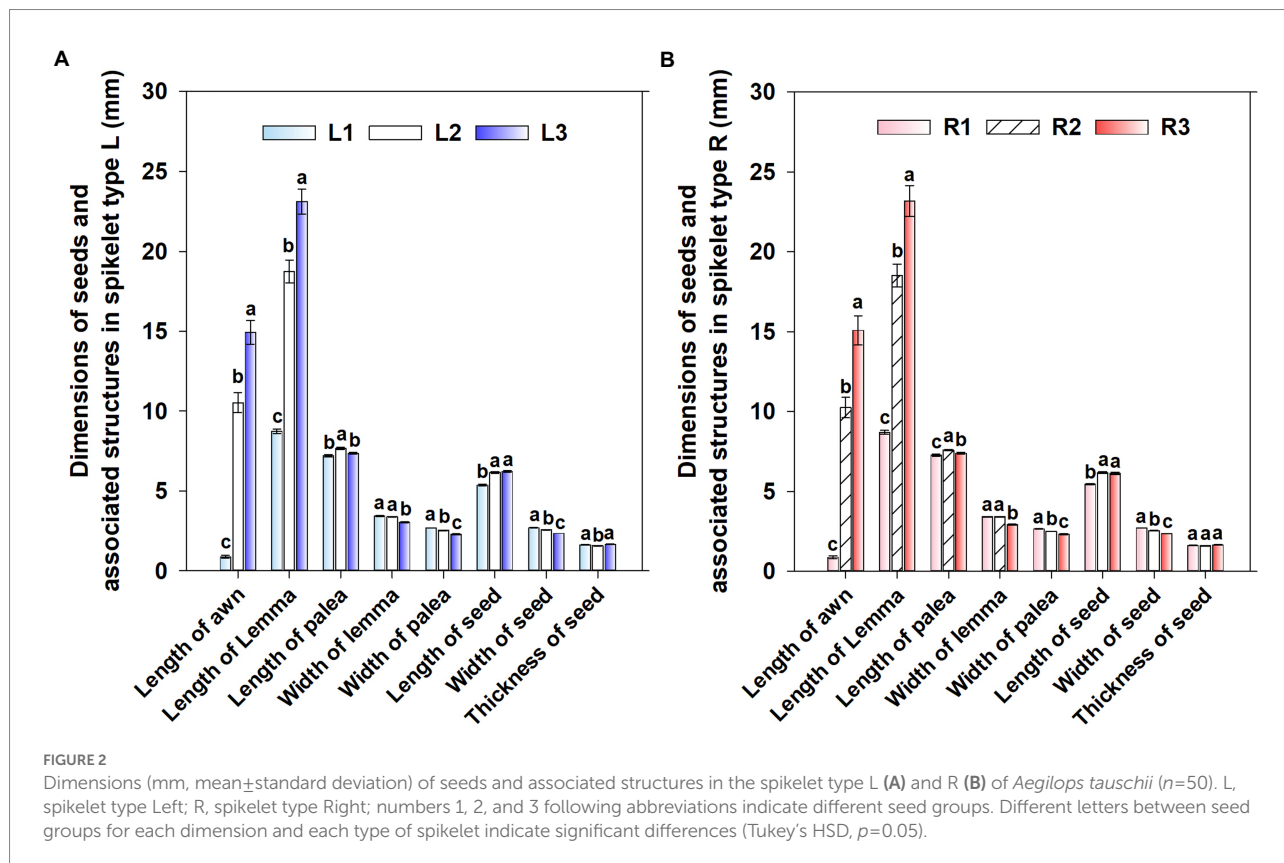 A
Dimensions of seeds and
associated structures in spikelet type L (mm)
30
25
20
15
10
5
0
L1 L2 L3
c b a
c b a
b a b
a a b
a b c
b a a
a b c
a b a
Length of awn
Length of Lemma
Length of palea
Width of lemma
Width of palea
Length of seed
Width of seed
Thickness of seed
B
Dimensions of seeds and
associated structures in spikelet type R (mm)
30
25
20
15
10
5
0
R1 R2 R3
c b a
c b a
c a b
a a b
a b c
b a a
a b c
a a a
Length of awn
Length of Lemma
Length of palea
Width of lemma
Width of palea
Length of seed
Width of seed
Thickness of seed
FIGURE 2
Dimensions (mm, mean±standard deviation) of seeds and associated structures in the spikelet type L (A) and R (B) of Aegilops tauschii (n=50). L,
spikelet type Left; R, spikelet type Right; numbers 1, 2, and 3 following abbreviations indicate different seed groups. Different letters between seed
groups for each dimension and each type of spikelet indicate significant differences (Tukey's HSD, p=0.05).